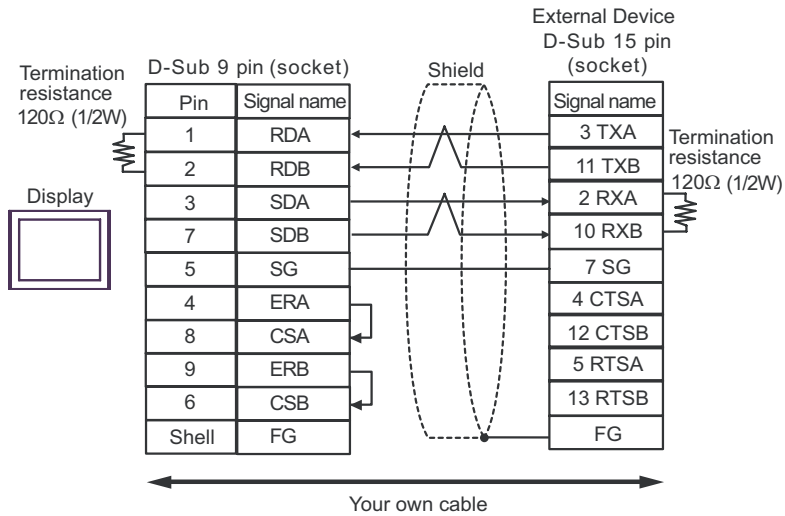 External Device
D-Sub 15 pin
(socket)
D-Sub 9 pin (socket)
Shield
Termination
resistance
120Ω (1/2W)
Pin Signal name
Signal name
1 RDA 3 TXA
2 RDB 11 TXB
3 SDA 2 RXA
7 SDB 10 RXB
5 SG 7 SG
4 ERA 4 CTSA
8 CSA 12 CTSB
9 ERB 5 RTSA
6 CSB 13 RTSB
Shell FG FG
Termination
resistance
120Ω (1/2W)
Display
Your own cable